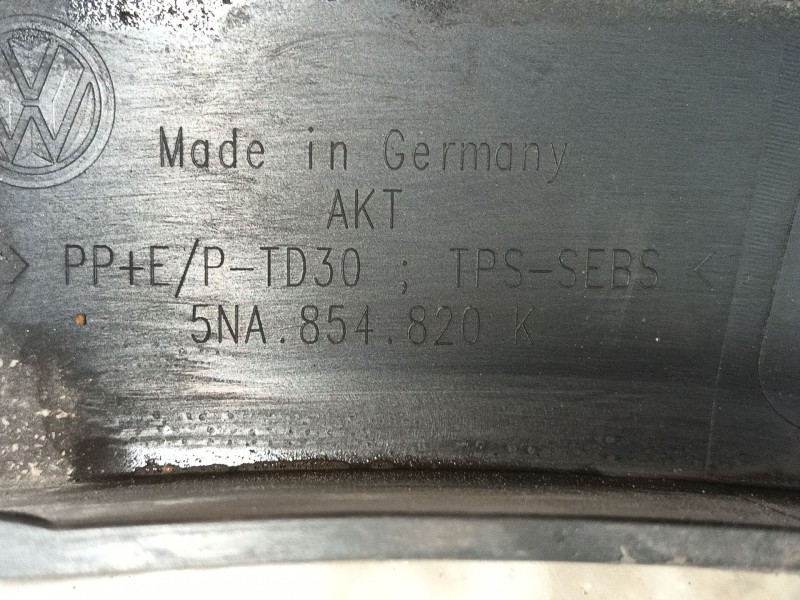 Made in Germany
AKT
> PP+E/P-TD30 ; TPS-SEBS <
5NA.854.820 K